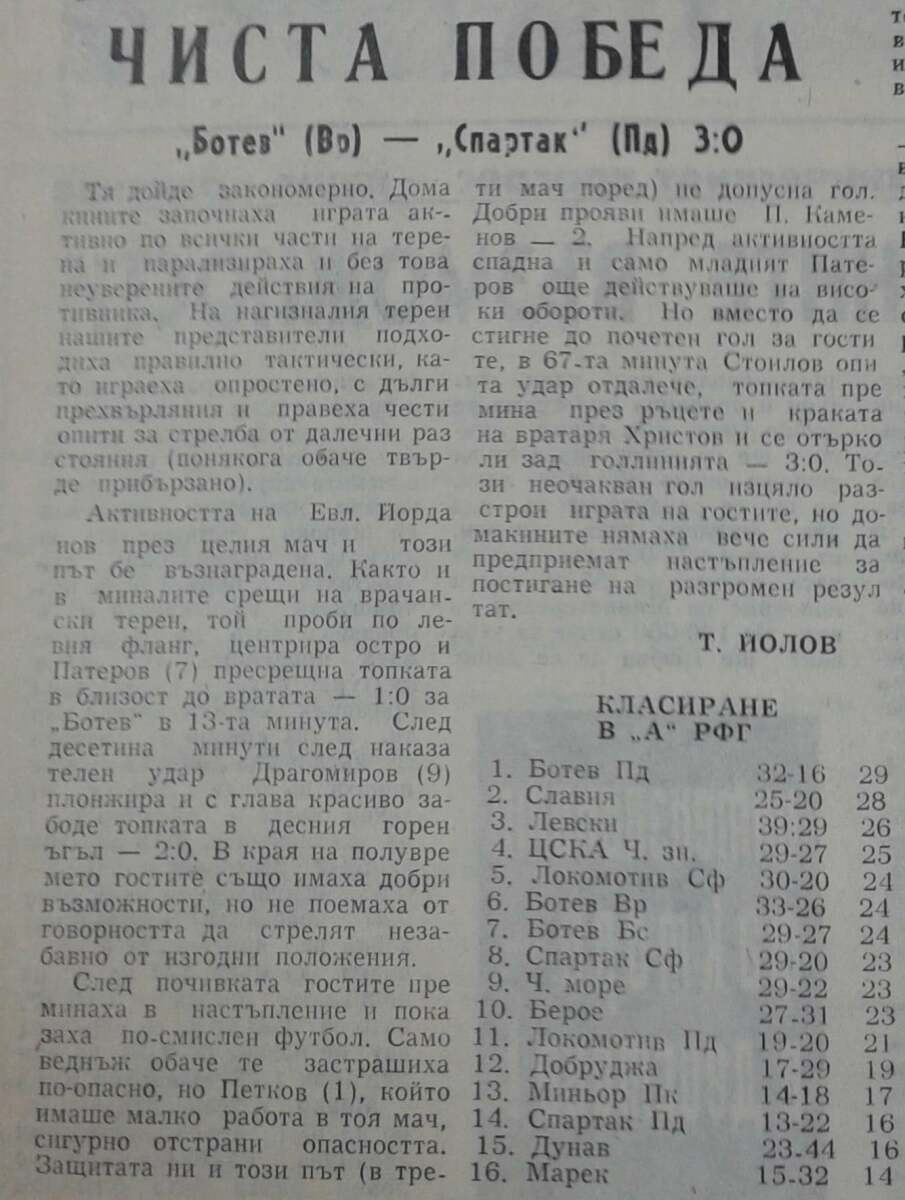 ЧИСТА ПОБЕДА
„Ботев" (Вр) — „Спартак" (Пд) 3:0
Тя дойде закономерно. Дома
кините започнаха играта ак-
тивно по всички части на тере-
на и парализираха и без това
неуверените действия на про-
тивника. На нагизналия терен
нашите представители подхо-
диха правилно тактически, ка-
то играеха опростено, с дълги
прехвърляния и правеха чести
опити за стрелба от далечни раз
стояния (понякога обаче твър-
де прибързано).
Активността на Евл. Йорда
нов през целия мач и този
път бе възнаградена. Както и
в миналите срещи на врачан-
ски терен, той проби по ле-
вия фланг, центрира остро и
Патеров (7) пресрещна топката
в близост до вратата — 1:0 за
„Ботев" в 13-та минута. След
десетина минути след наказа
телен удар Драгомиров (9)
плонжира и с глава красиво за-
боде топката в десния горен
ъгъл — 2:0. В края на полувре
мето гостите също имаха добри
възможности, но не поемаха от
говорността да стрелят неза-
бавно от изгодни положения.
След почивката гостите пре
минаха в настъпление и пока
заха по-смислен футбол. Само
веднъж обаче те застрашиха
по-опасно, но Петков (1), който
имаше малко работа в тоя мач,
сигурно отстрани опасността.
Защитата ни и този път (в тре-
ти мач поред) не допусна гол.
Добри прояви имаше П. Каме-
нов — 2. Напред активността
спадна и само младият Пате-
ров още действуваше на висо-
ки обороти. Но вместо да се
стигне до почетен гол за гости
те, в 67-та минута Стоилов опи
та удар отдалече, топката пре
мина през ръцете и краката
на вратаря Христов и се отърко
ли зад голлинията — 3:0. То-
зи неочакван гол изцяло раз-
строи играта на гостите, но до-
макините нямаха вече сили да
предприемат настъпление за
постигане на разгромен резул
тат.
Т. ЙОЛОВ
КЛАСИРАНЕ
В „А" РФГ
1. Ботев Пд 32-16 29
2. Славия 25-20 28
3. Левски 39:29 26
4. ЦСКА Ч. зн. 29-27 25
5. Локомотив Сф 30-20 24
6. Ботев Вр 33-26 24
7. Ботев Бс 29-27 24
8. Спартак Сф 29-20 23
9. Ч. море 29-22 23
10. Берое 27-31 23
11. Локомотив Пд 19-20 21
12. Добруджа 17-29 19
13. Миньор Пк 14-18 17
14. Спартак Пд 13-22 16
15. Дунав 23-44 16
16. Марек 15-32 14